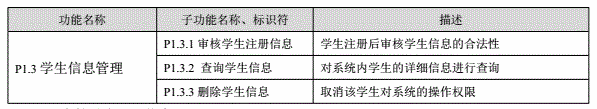 功能名称 子功能名称、标识符 描述
P1.3.1 审核学生注册信息 学生注册后审核学生信息的合法性
P1.3 学生信息管理 P1.3.2 查询学生信息 对系统内学生的详细信息进行查询
P1.3.3 删除学生信息 取消该学生对系统的操作权限